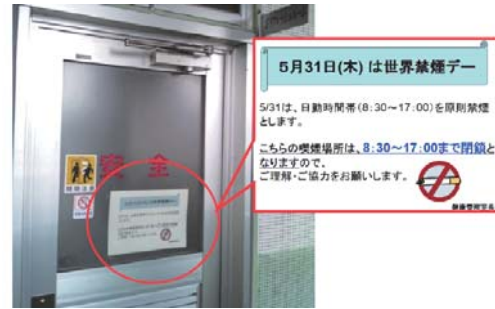 安 全
5月31日(木) は世界禁煙デー
5/31は、日勤時間帯(8:30～17:00)を原則禁煙
とします。
こちらの喫煙場所は、8:30～17:00まで閉鎖と
なりますので、
ご理解・ご協力をお願いします。